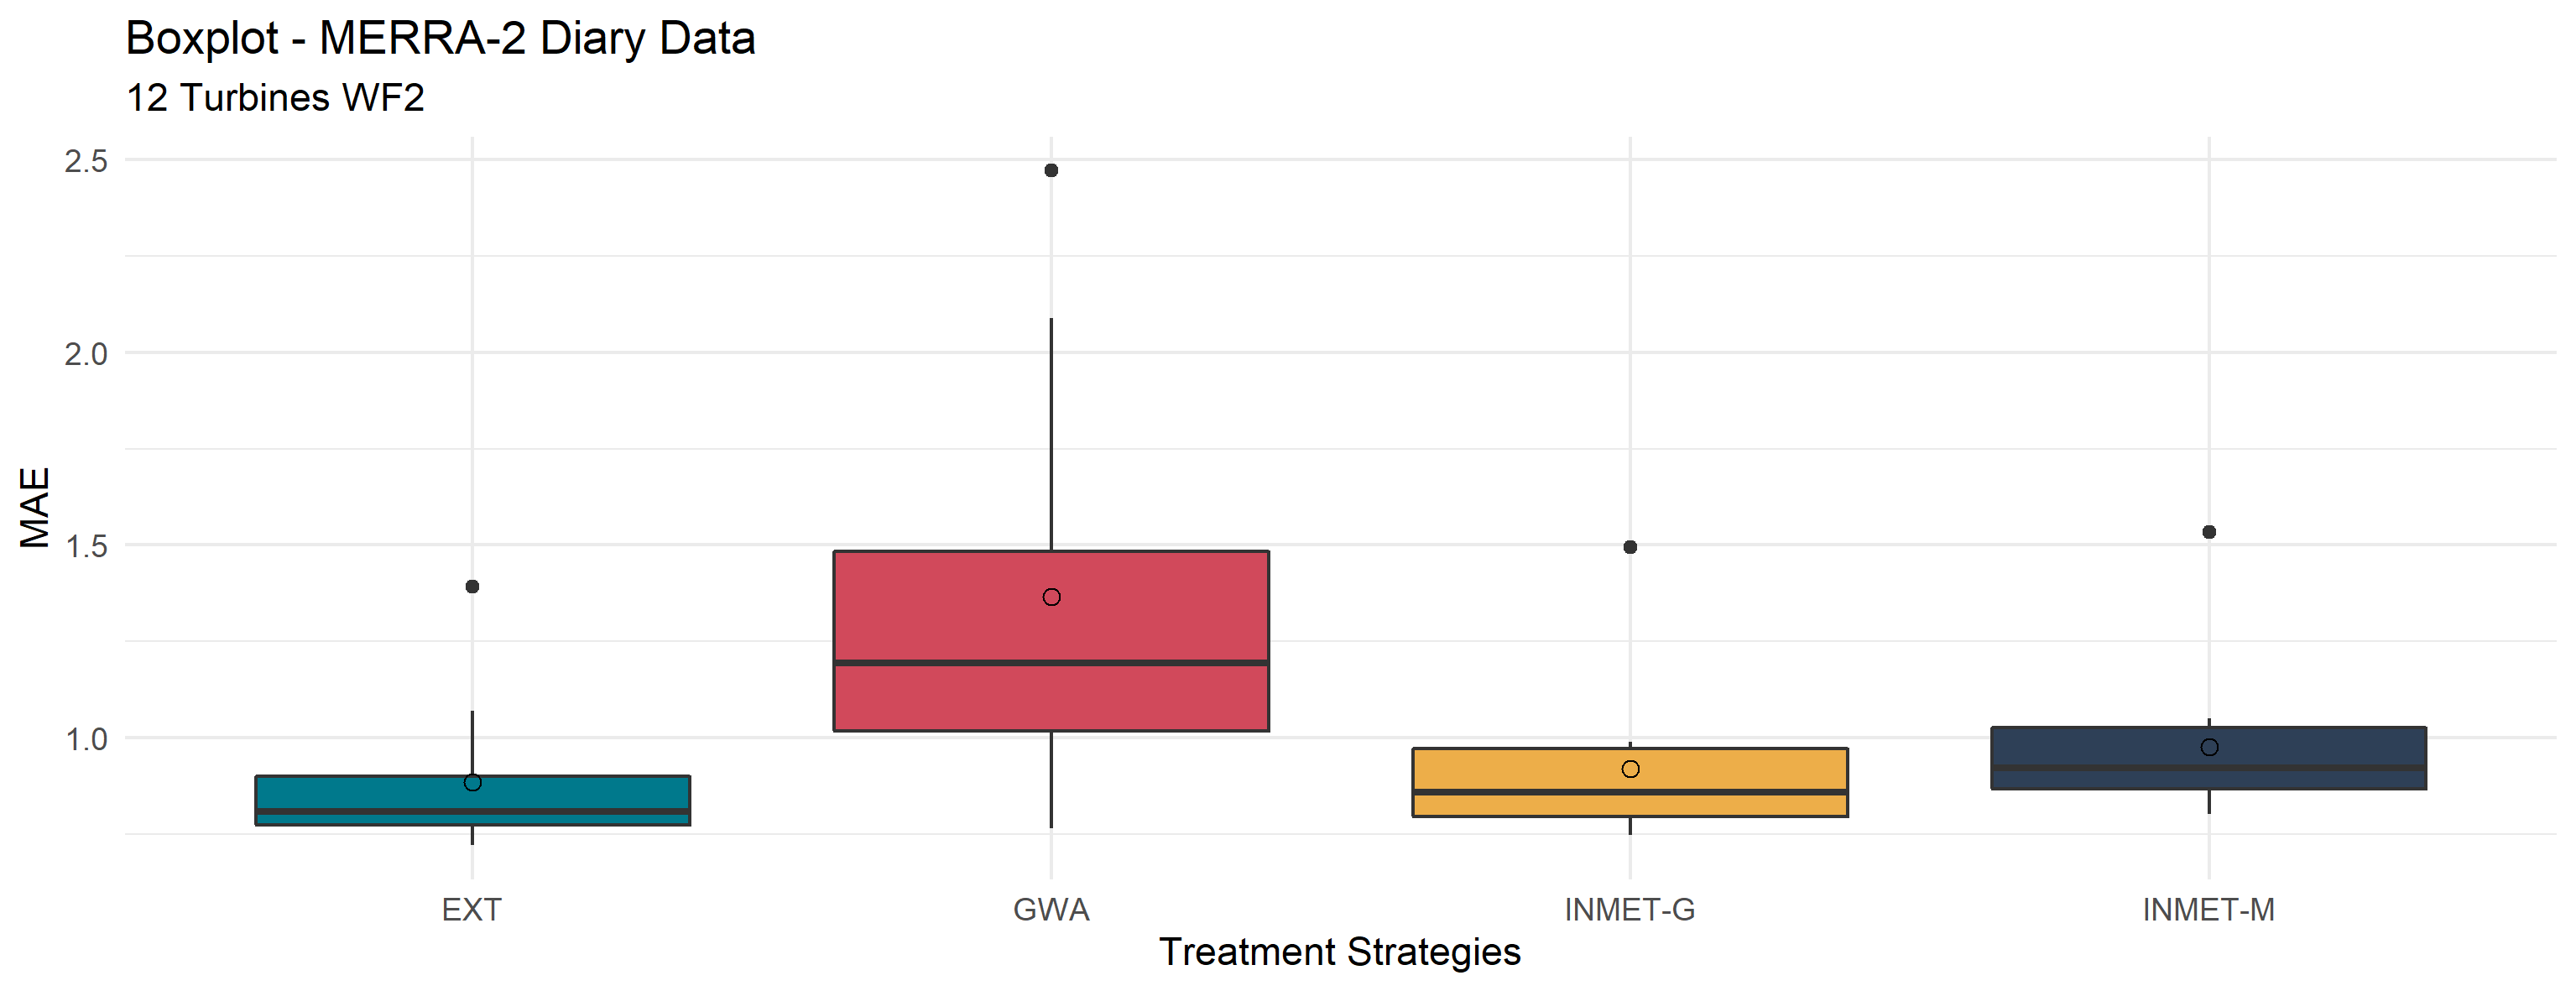 Boxplot - MERRA-2 Diary Data
12 Turbines WF2
2.5
2.0
1.5
1.0
MAE
EXT
GWA
INMET-G
INMET-M
Treatment Strategies